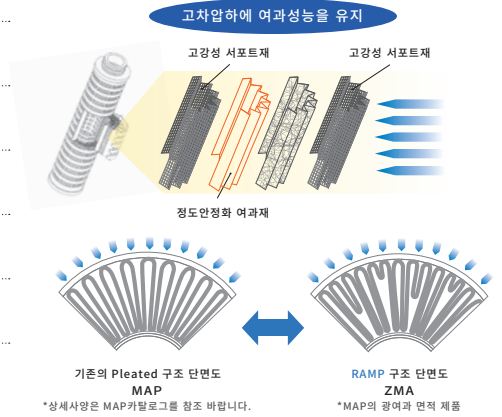 고차압하에 여과성능을 유지
고강성 서포트재
고강성 서포트재
정도안정화 여과재
기존의 Pleated 구조 단면도
MAP
*상세사양은 MAP카탈로그를 참조 바랍니다.
RAMP 구조 단면도
ZMA
*MAP의 광여과 면적 제품